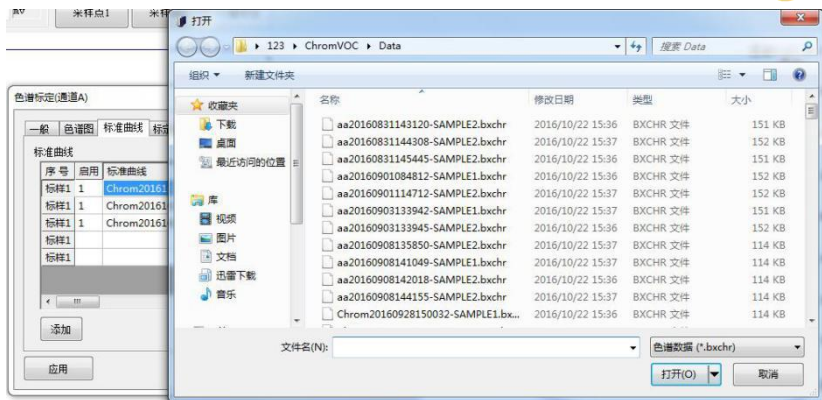 采样点1
打开
123 ▸ ChromVOC ▸ Data
搜索 Data
组织
新建文件夹
收藏夹
下载
桌面
最近访问的位置
库
视频
图片
文档
迅雷下载
音乐
名称 修改日期 类型 大小
aa20160831143120-SAMPLE2.bxchr 2016/10/22 15:36 BXCHR 文件 151 KB
aa20160831144308-SAMPLE2.bxchr 2016/10/22 15:37 BXCHR 文件 152 KB
aa20160831145445-SAMPLE2.bxchr 2016/10/22 15:36 BXCHR 文件 151 KB
aa20160901084812-SAMPLE1.bxchr 2016/10/22 15:36 BXCHR 文件 152 KB
aa20160901114712-SAMPLE2.bxchr 2016/10/22 15:37 BXCHR 文件 152 KB
aa20160903133942-SAMPLE1.bxchr 2016/10/22 15:37 BXCHR 文件 151 KB
aa20160903133945-SAMPLE2.bxchr 2016/10/22 15:36 BXCHR 文件 152 KB
aa20160908135850-SAMPLE2.bxchr 2016/10/22 15:37 BXCHR 文件 114 KB
aa20160908141049-SAMPLE2.bxchr 2016/10/22 15:37 BXCHR 文件 114 KB
aa20160908142018-SAMPLE2.bxchr 2016/10/22 15:36 BXCHR 文件 114 KB
aa20160908144155-SAMPLE2.bxchr 2016/10/22 15:37 BXCHR 文件 114 KB
Chrom20160928150032-SAMPLE1.bx... 2016/10/22 15:36 BXCHR 文件 114 KB
文件名(N):
色谱数据 (*.bxchr)
打开(O)
取消
色谱标定(通道A)
一般 色谱图 标准曲线
标准曲线
序号 启用 标准曲线
标样1 1 Chrom20161
标样1 1 Chrom20161
标样1 1 Chrom20161
标样1
标样1
添加
应用